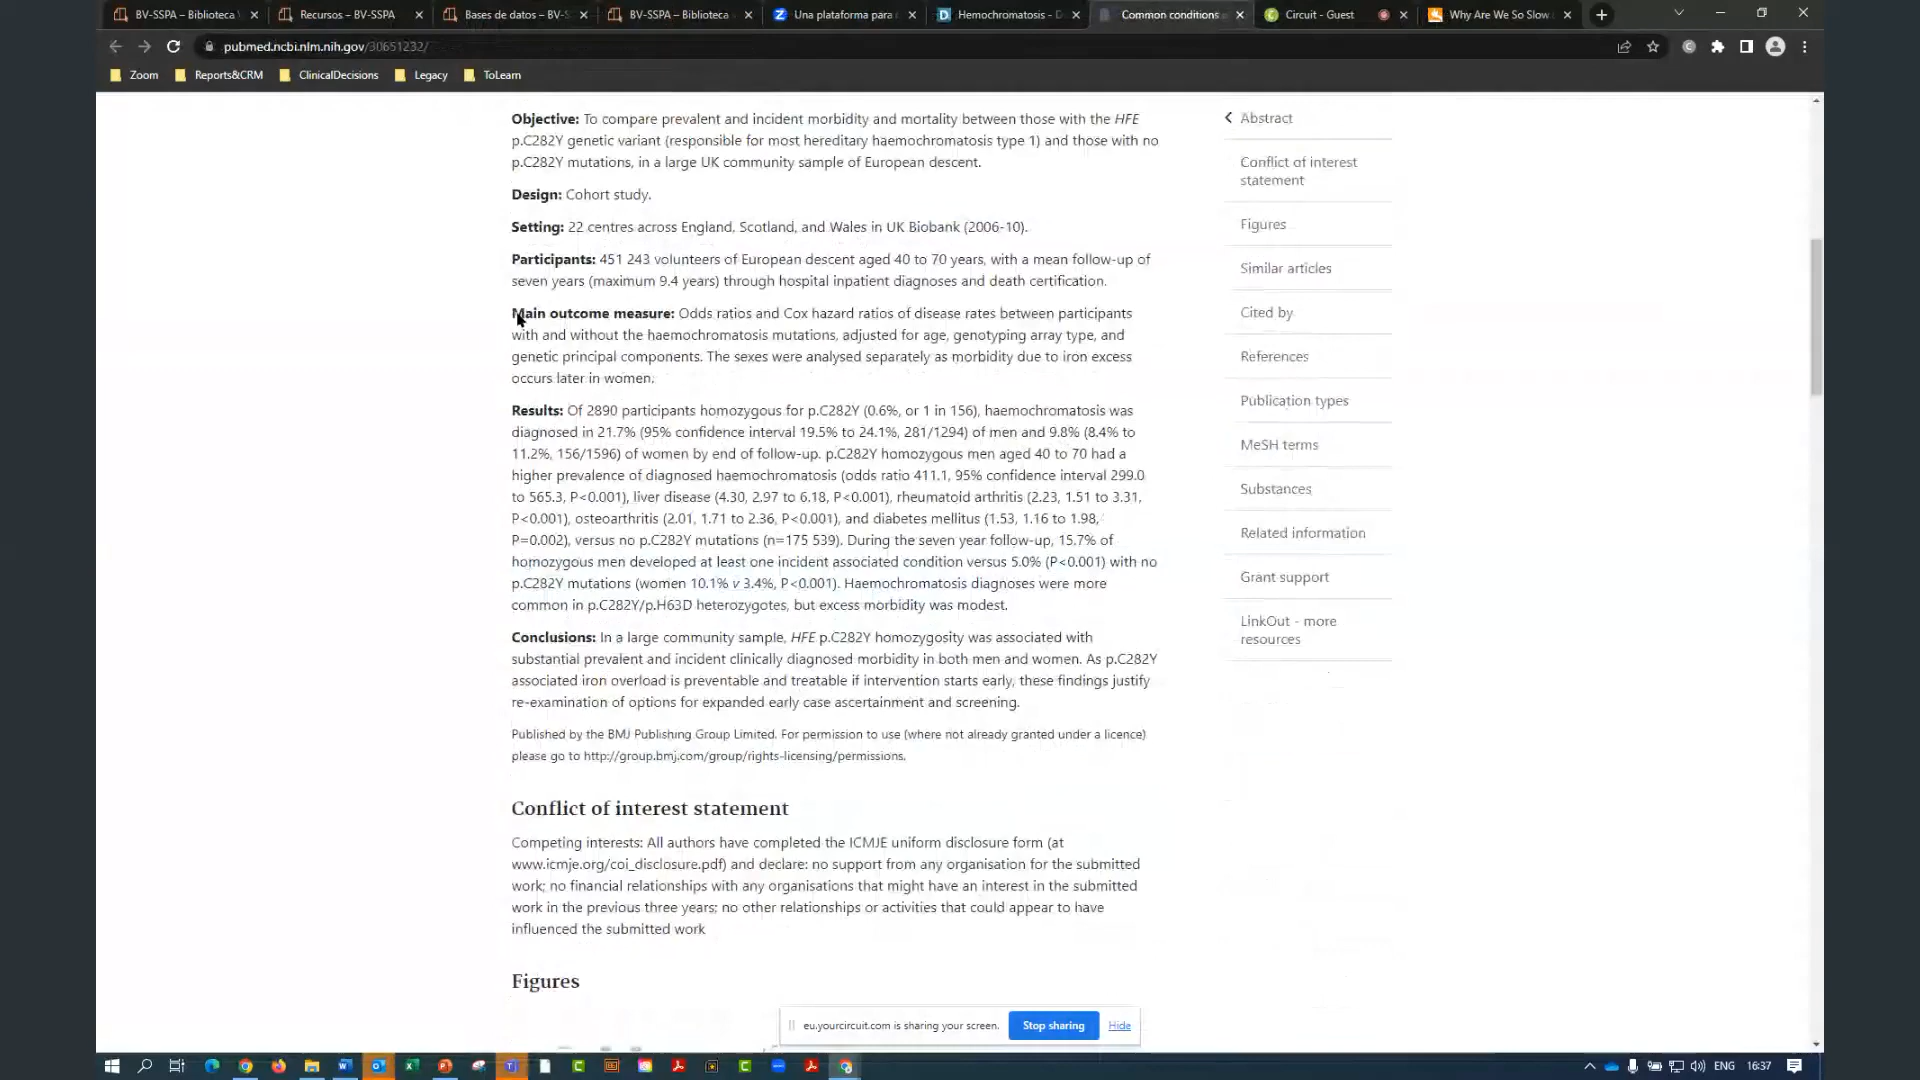 BV-SSPA – Biblioteca V
Recursos – BV-SSPA
Bases de datos – BV-S
BV-SSPA – Biblioteca
Una plataforma para
Hemochromatosis - D
Common conditions
Circuit - Guest
Why Are We So Slow
pubmed.ncbi.nlm.nih.gov/30651232/
Zoom
Reports&CRM
ClinicalDecisions
Legacy
ToLearn
Objective: To compare prevalent and incident morbidity and mortality between those with the HFE
p.C282Y genetic variant (responsible for most hereditary haemochromatosis type 1) and those with no
p.C282Y mutations, in a large UK community sample of European descent.
Design: Cohort study.
Setting: 22 centres across England, Scotland, and Wales in UK Biobank (2006-10).
Participants: 451 243 volunteers of European descent aged 40 to 70 years, with a mean follow-up of
seven years (maximum 9.4 years) through hospital inpatient diagnoses and death certification.
Main outcome measure: Odds ratios and Cox hazard ratios of disease rates between participants
with and without the haemochromatosis mutations, adjusted for age, genotyping array type, and
genetic principal components. The sexes were analysed separately as morbidity due to iron excess
occurs later in women.
Results: Of 2890 participants homozygous for p.C282Y (0.6%, or 1 in 156), haemochromatosis was
diagnosed in 21.7% (95% confidence interval 19.5% to 24.1%, 281/1294) of men and 9.8% (8.4% to
11.2%, 156/1596) of women by end of follow-up. p.C282Y homozygous men aged 40 to 70 had a
higher prevalence of diagnosed haemochromatosis (odds ratio 411.1, 95% confidence interval 299.0
to 565.3, P<0.001), liver disease (4.30, 2.97 to 6.18, P<0.001), rheumatoid arthritis (2.23, 1.51 to 3.31,
P<0.001), osteoarthritis (2.01, 1.71 to 2.36, P<0.001), and diabetes mellitus (1.53, 1.16 to 1.98,
P=0.002), versus no p.C282Y mutations (n=175 539). During the seven year follow-up, 15.7% of
homozygous men developed at least one incident associated condition versus 5.0% (P<0.001) with no
p.C282Y mutations (women 10.1% v 3.4%, P<0.001). Haemochromatosis diagnoses were more
common in p.C282Y/p.H63D heterozygotes, but excess morbidity was modest.
Conclusions: In a large community sample, HFE p.C282Y homozygosity was associated with
substantial prevalent and incident clinically diagnosed morbidity in both men and women. As p.C282Y
associated iron overload is preventable and treatable if intervention starts early, these findings justify
re-examination of options for expanded early case ascertainment and screening.
Published by the BMJ Publishing Group Limited. For permission to use (where not already granted under a licence)
please go to http://group.bmj.com/group/rights-licensing/permissions.
Conflict of interest statement
Competing interests: All authors have completed the ICMJE uniform disclosure form (at
www.icmje.org/coi_disclosure.pdf) and declare: no support from any organisation for the submitted
work; no financial relationships with any organisations that might have an interest in the submitted
work in the previous three years; no other relationships or activities that could appear to have
influenced the submitted work
Figures
Abstract
Conflict of interest
statement
Figures
Similar articles
Cited by
References
Publication types
MeSH terms
Substances
Related information
Grant support
LinkOut - more
resources
eu.yourcircuit.com is sharing your screen.
Stop sharing
Hide
ENG
16:37